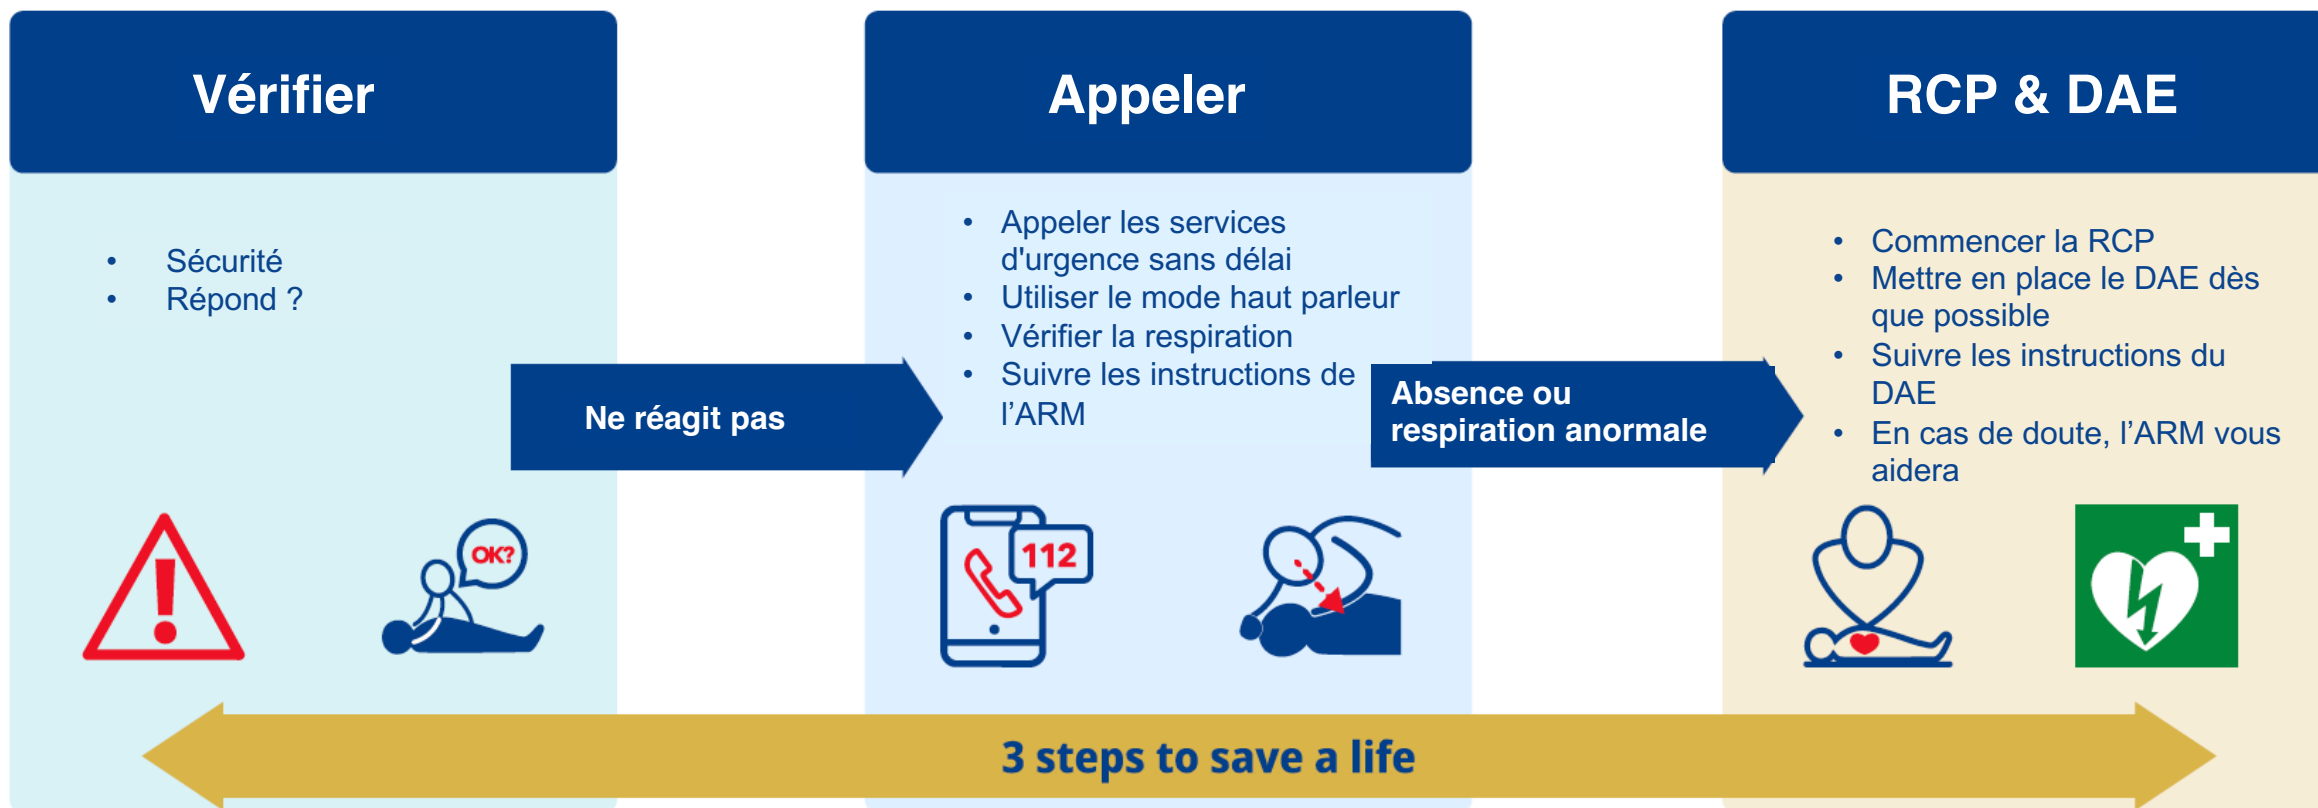 Vérifier
• Sécurité
• Répond ?
OK?
Ne réagit pas
Appeler
• Appeler les services
d'urgence sans délai
• Utiliser le mode haut parleur
• Vérifier la respiration
• Suivre les instructions de
l’ARM
112
Absence ou
respiration anormale
RCP & DAE
• Commencer la RCP
• Mettre en place le DAE dès
que possible
• Suivre les instructions du
DAE
• En cas de doute, l’ARM vous
aidera
3 steps to save a life